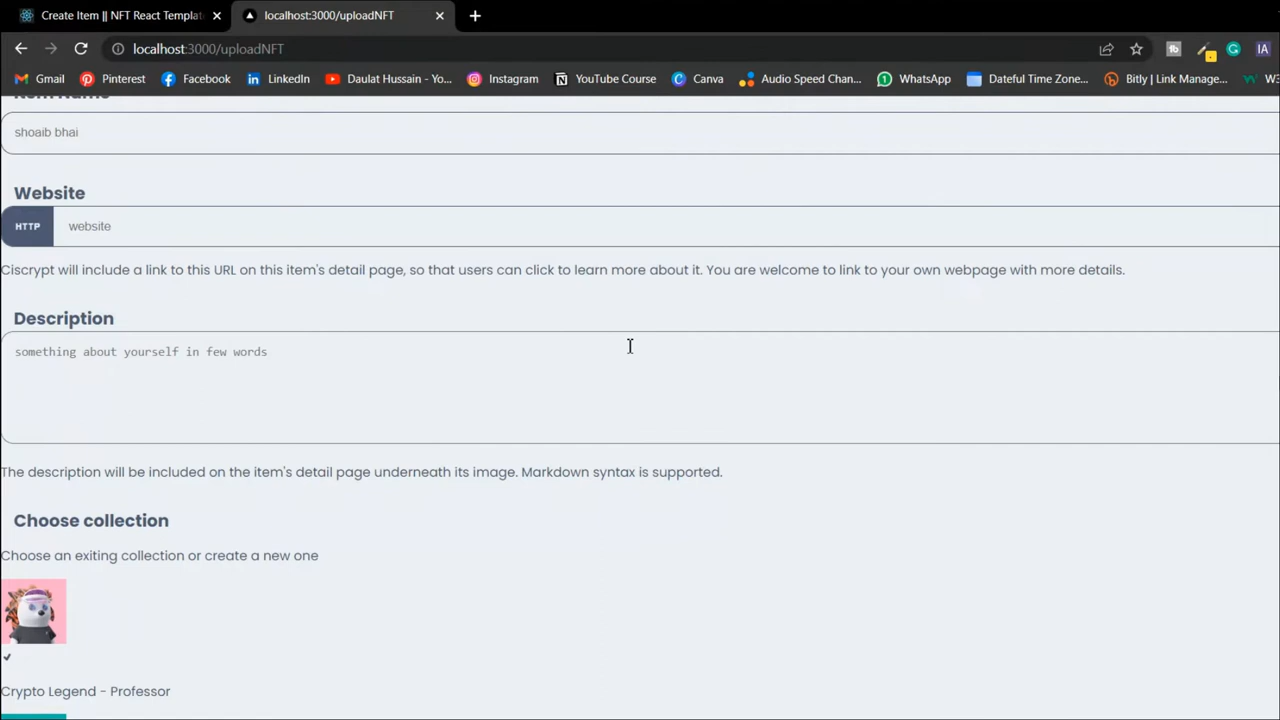 Create Item || NFT React Templat
localhost:3000/uploadNFT
localhost:3000/uploadNFT
IA
Gmail
Pinterest
Facebook
LinkedIn
Daulat Hussain - Yo...
Instagram
YouTube Course
Canva
Audio Speed Chan...
WhatsApp
Dateful Time Zone...
Bitly | Link Manage...
W3
Item Name
shoaib bhai
Website
HTTP
website
Ciscrypt will include a link to this URL on this item's detail page, so that users can click to learn more about it. You are welcome to link to your own webpage with more details.
Description
something about yourself in few words
The description will be included on the item's detail page underneath its image. Markdown syntax is supported.
Choose collection
Choose an exiting collection or create a new one
Crypto Legend - Professor